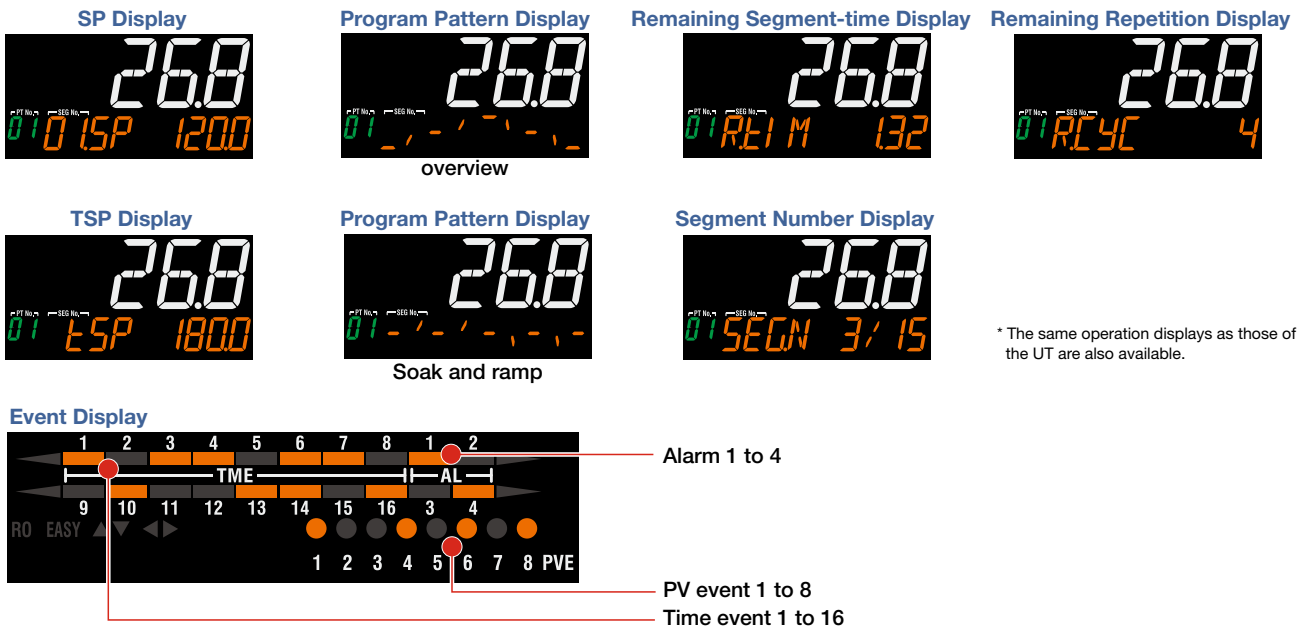 SP Display
26.8
PT No. SEG No.
01 01.SP 120.0
Program Pattern Display
26.8
PT No. SEG No.
01
overview
Remaining Segment-time Display
26.8
PT No. SEG No.
01 R.tI M 1.32
Remaining Repetition Display
26.8
PT No. SEG No.
01 R.CYC 4
TSP Display
26.8
PT No. SEG No.
01 tSP 180.0
Program Pattern Display
26.8
PT No. SEG No.
01
Soak and ramp
Segment Number Display
26.8
PT No. SEG No.
01 SEG.N 3/15
* The same operation displays as those of
the UT are also available.
Event Display
1 2 3 4 5 6 7 8 1 2
TME AL
9 10 11 12 13 14 15 16 3 4
RO EASY
1 2 3 4 5 6 7 8 PVE
Alarm 1 to 4
PV event 1 to 8
Time event 1 to 16